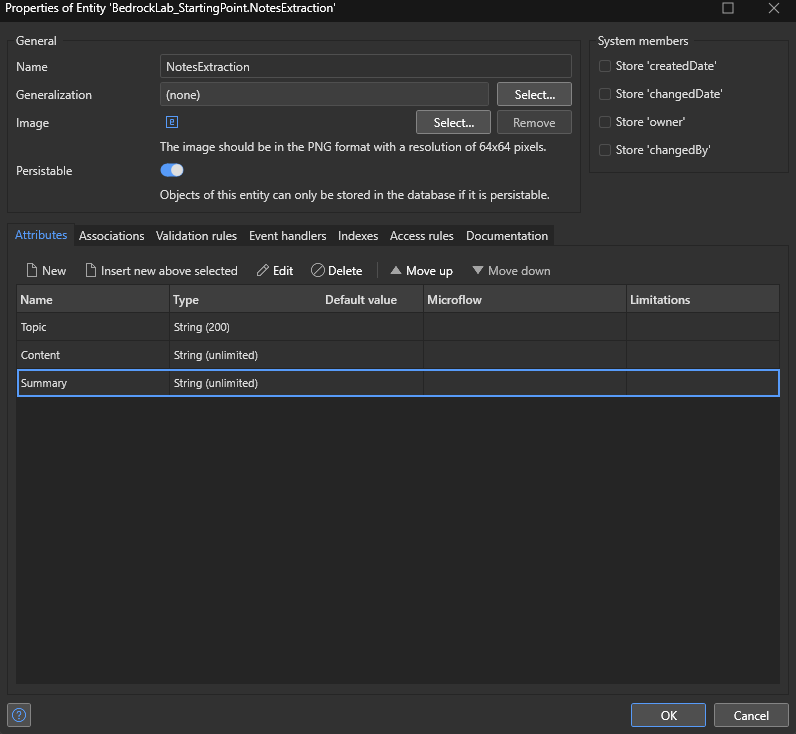 Properties of Entity 'BedrockLab_StartingPoint.NotesExtraction'
General
Name
NotesExtraction
Generalization
(none)
Select...
Image
Select...
Remove
The image should be in the PNG format with a resolution of 64x64 pixels.
Persistable
Objects of this entity can only be stored in the database if it is persistable.
System members
Store 'createdDate'
Store 'changedDate'
Store 'owner'
Store 'changedBy'
Attributes Associations Validation rules Event handlers Indexes Access rules Documentation
New Insert new above selected Edit Delete Move up Move down
Name Type Default value Microflow Limitations
Topic String (200)
Content String (unlimited)
Summary String (unlimited)
? OK Cancel